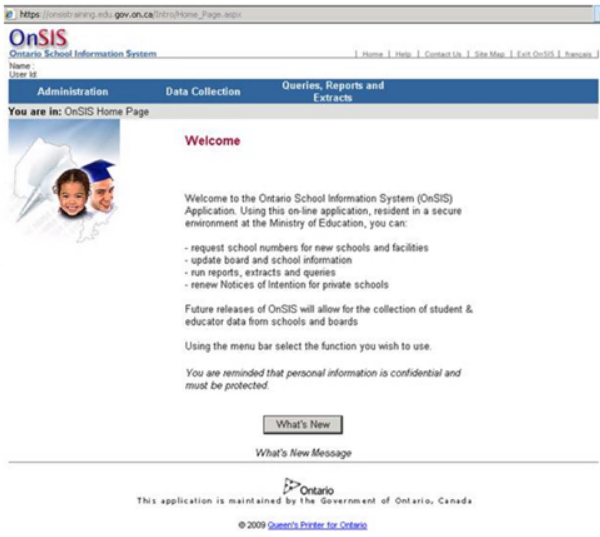 https://onsistraining.edu.gov.on.ca/Intro/Home_Page.aspx
OnSIS
Ontario School Information System
| Home | Help | Contact Us | Site Map | Exit OnSIS | français |
Name :
User Id:
Administration Data Collection Queries, Reports and
Extracts
You are in: OnSIS Home Page
Welcome
Welcome to the Ontario School Information System (OnSIS)
Application. Using this on-line application, resident in a secure
environment at the Ministry of Education, you can:
- request school numbers for new schools and facilities
- update board and school information
- run reports, extracts and queries
- renew Notices of Intention for private schools
Future releases of OnSIS will allow for the collection of student &
educator data from schools and boards
Using the menu bar select the function you wish to use.
You are reminded that personal information is confidential and
must be protected.
What's New
What's New Message
Ontario
This application is maintained by the Government of Ontario, Canada
© 2009 Queen's Printer for Ontario